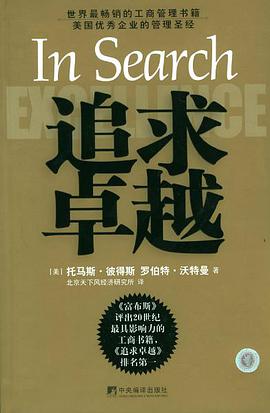 世界最畅销的工商管理书籍
美国优秀企业的管理圣经
In Search
EXCELLENCE
追求
卓越
[美] 托马斯·彼得斯 罗伯特·沃特曼 著
北京天下风经济研究所 译
《富布斯》
评出20世纪
最具影响力的
工商书籍,
《追求卓越》
排名第一
中央编译出版社